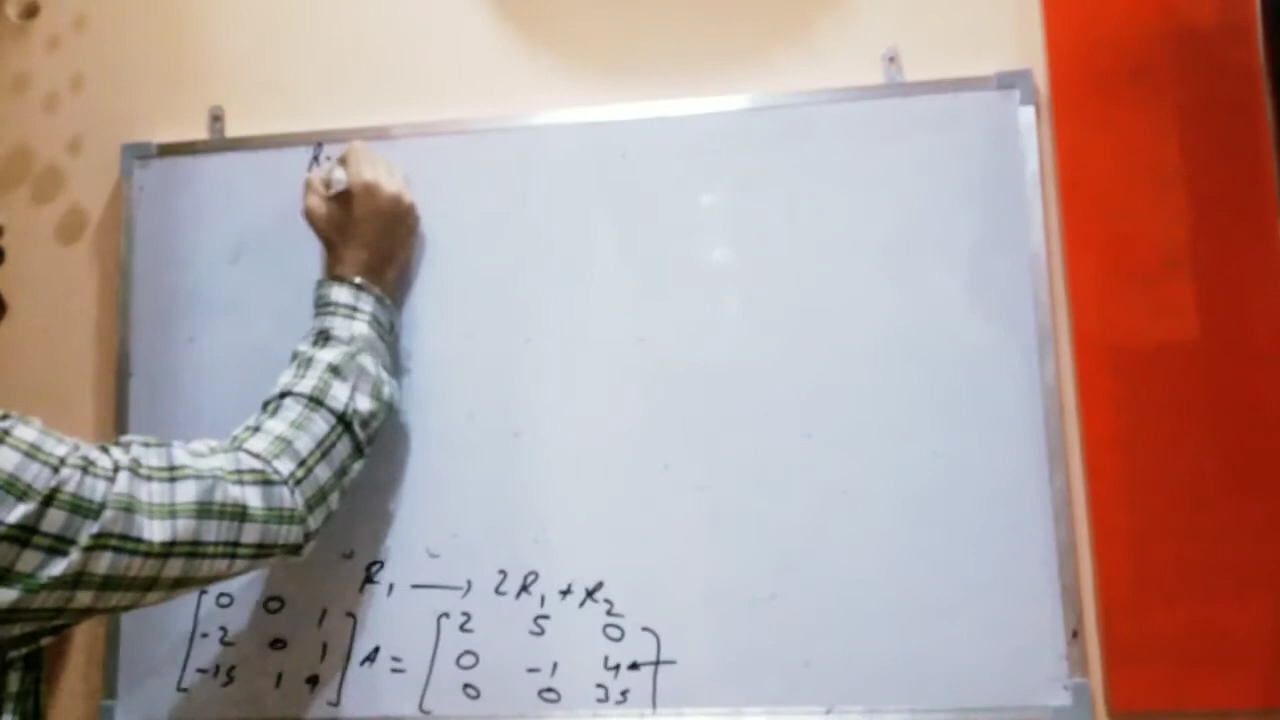 R
R₁ → 2R₁ + R₂
[0 0 1] [2 5 0]
[-2 0 1] A = [0 -1 4]
[-15 1 9] [0 0 35]